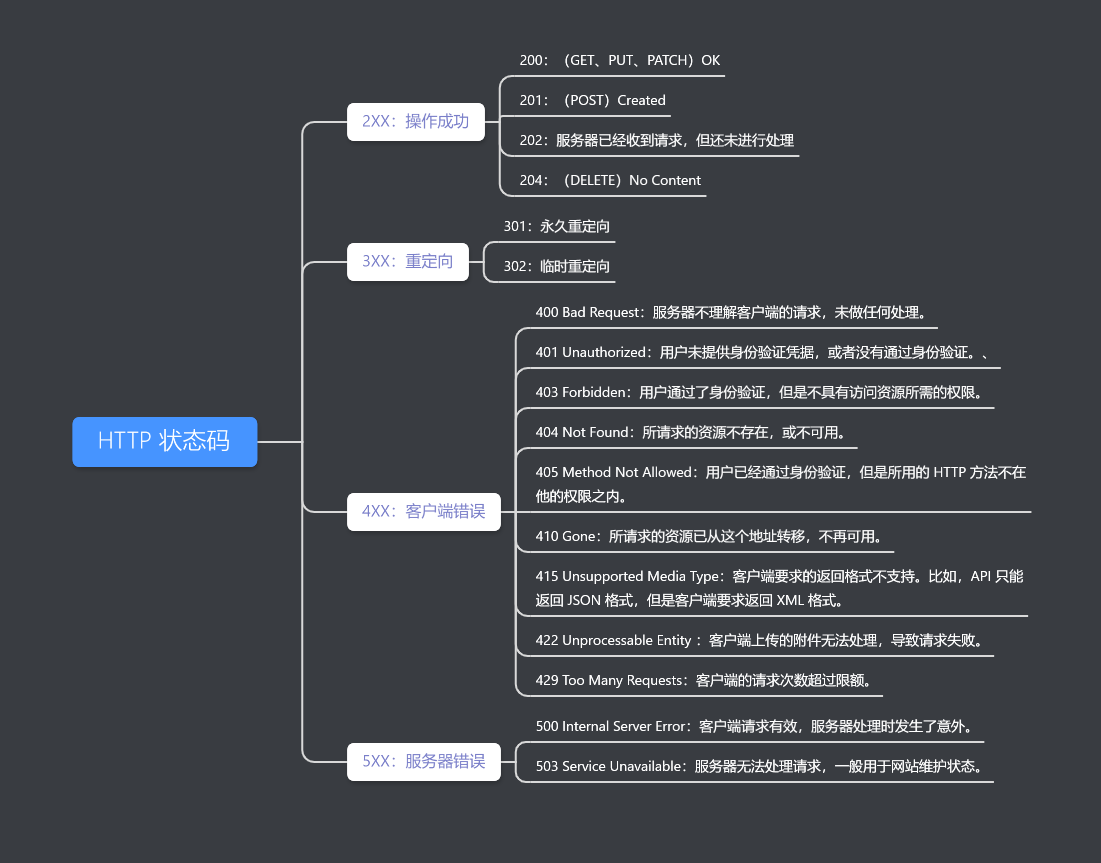 HTTP 状态码
2XX：操作成功
200：（GET、PUT、PATCH）OK
201：（POST）Created
202：服务器已经收到请求，但还未进行处理
204：（DELETE）No Content
3XX：重定向
301：永久重定向
302：临时重定向
4XX：客户端错误
400 Bad Request：服务器不理解客户端的请求，未做任何处理。
401 Unauthorized：用户未提供身份验证凭据，或者没有通过身份验证。、
403 Forbidden：用户通过了身份验证，但是不具有访问资源所需的权限。
404 Not Found：所请求的资源不存在，或不可用。
405 Method Not Allowed：用户已经通过身份验证，但是所用的 HTTP 方法不在
他的权限之内。
410 Gone：所请求的资源已从这个地址转移，不再可用。
415 Unsupported Media Type：客户端要求的返回格式不支持。比如，API 只能
返回 JSON 格式，但是客户端要求返回 XML 格式。
422 Unprocessable Entity ：客户端上传的附件无法处理，导致请求失败。
429 Too Many Requests：客户端的请求次数超过限额。
5XX：服务器错误
500 Internal Server Error：客户端请求有效，服务器处理时发生了意外。
503 Service Unavailable：服务器无法处理请求，一般用于网站维护状态。